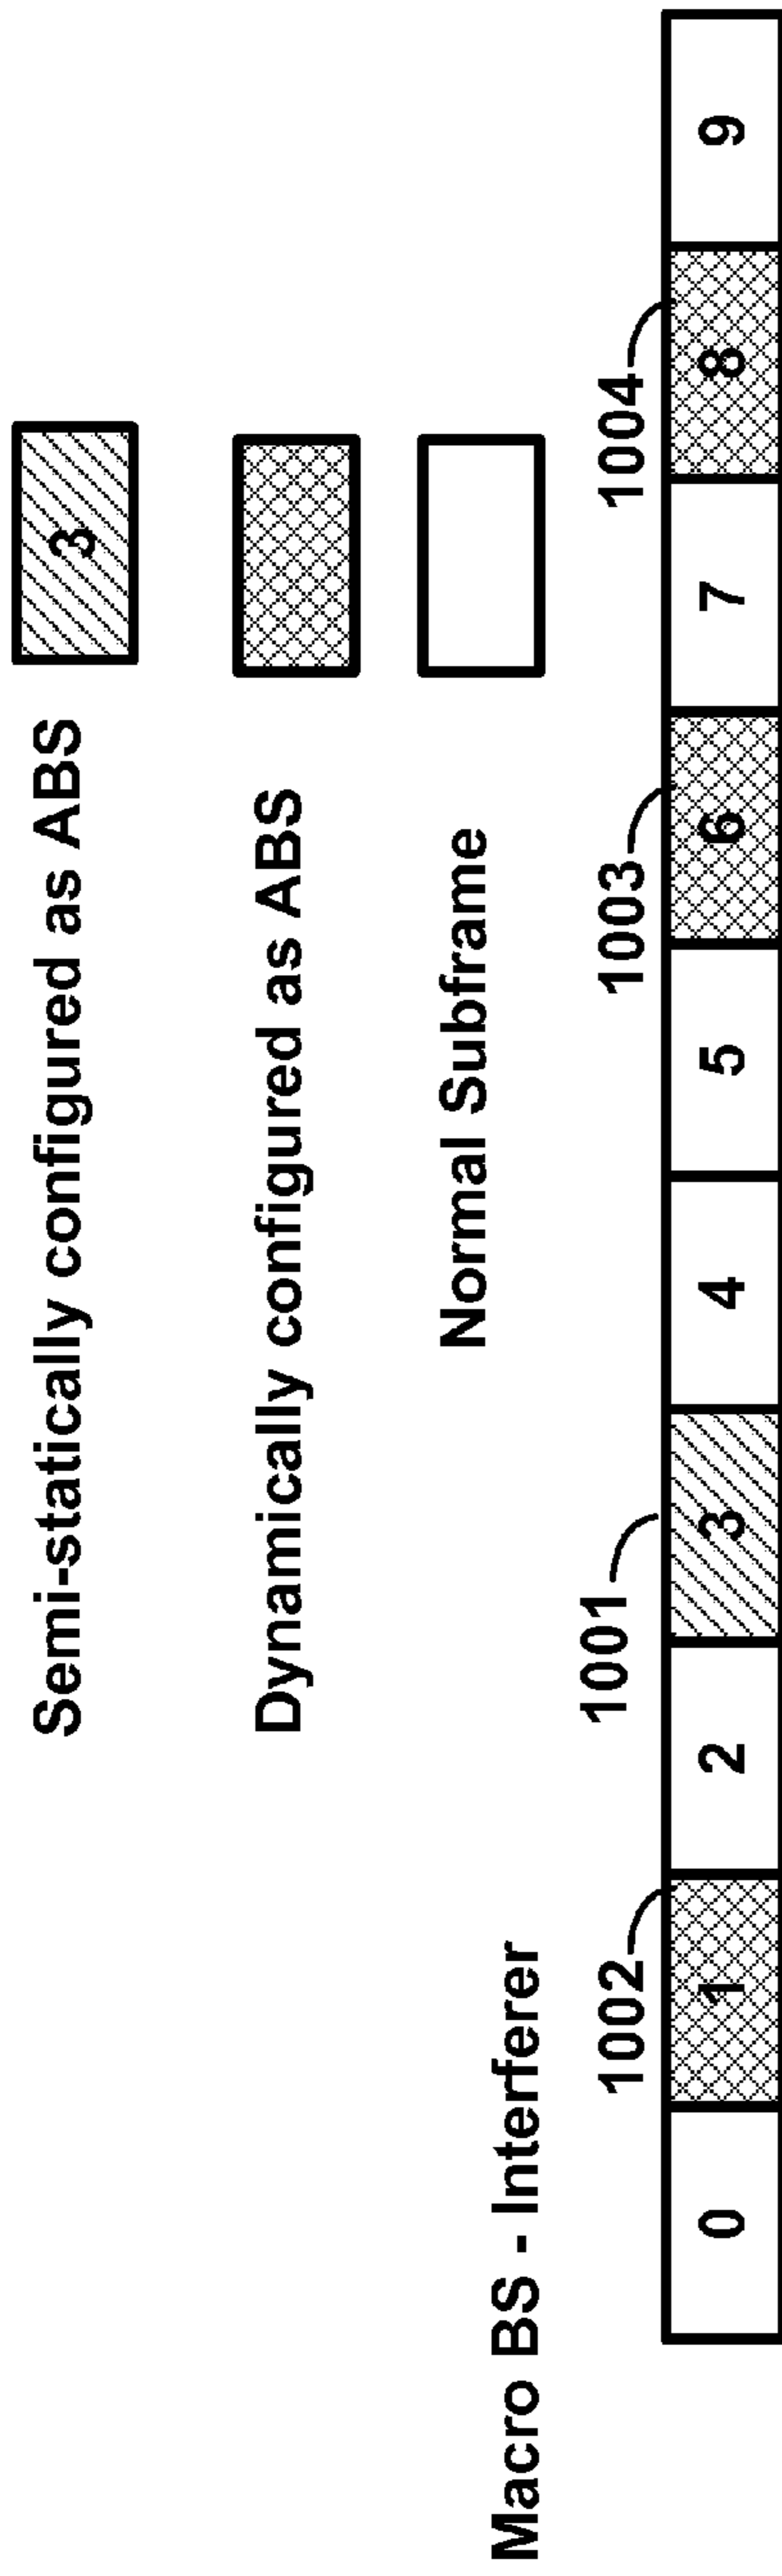 Semi-statically configured as ABS
3
Dynamically configured as ABS
Normal Subframe
Macro BS - Interferer
1002
1001
1003
1004
0 1 2 3 4 5 6 7 8 9